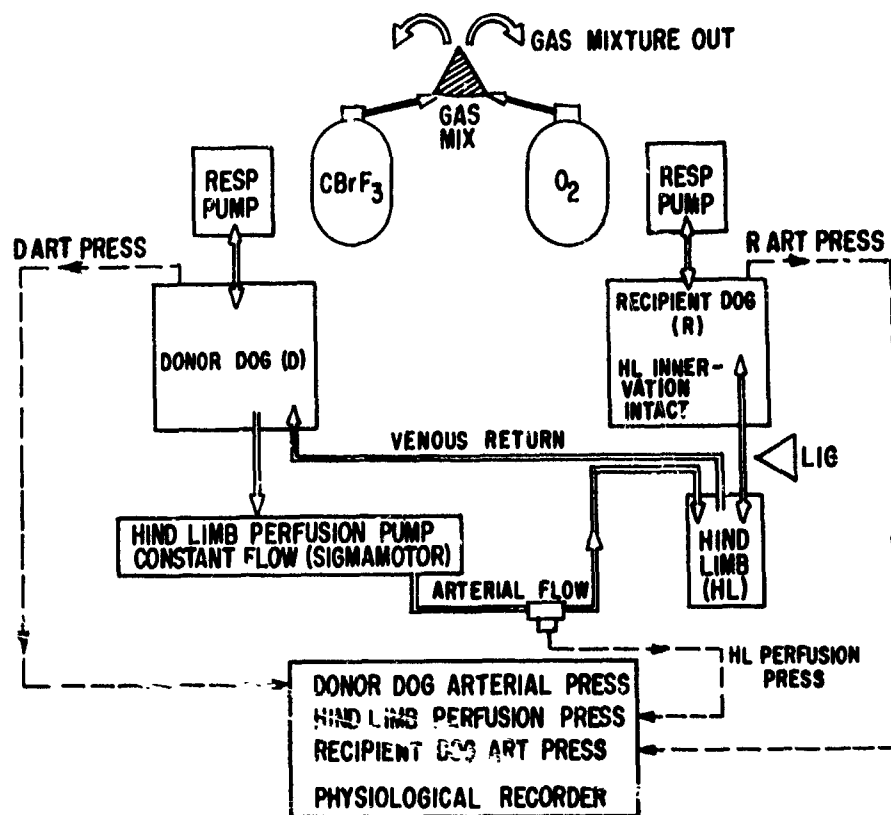 GAS MIXTURE OUT
GAS
MIX
CBrF3
O2
RESP
PUMP
RESP
PUMP
D ART PRESS
R ART PRESS
DONOR DOG (D)
RECIPIENT DOG
(R)
HL INNER-
VATION
INTACT
VENOUS RETURN
LIG
HIND LIMB PERFUSION PUMP
CONSTANT FLOW (SIGMAMOTOR)
HIND
LIMB
(HL)
ARTERIAL FLOW
HL PERFUSION
PRESS
DONOR DOG ARTERIAL PRESS
HIND LIMB PERFUSION PRESS
RECIPIENT DOG ART PRESS
PHYSIOLOGICAL RECORDER